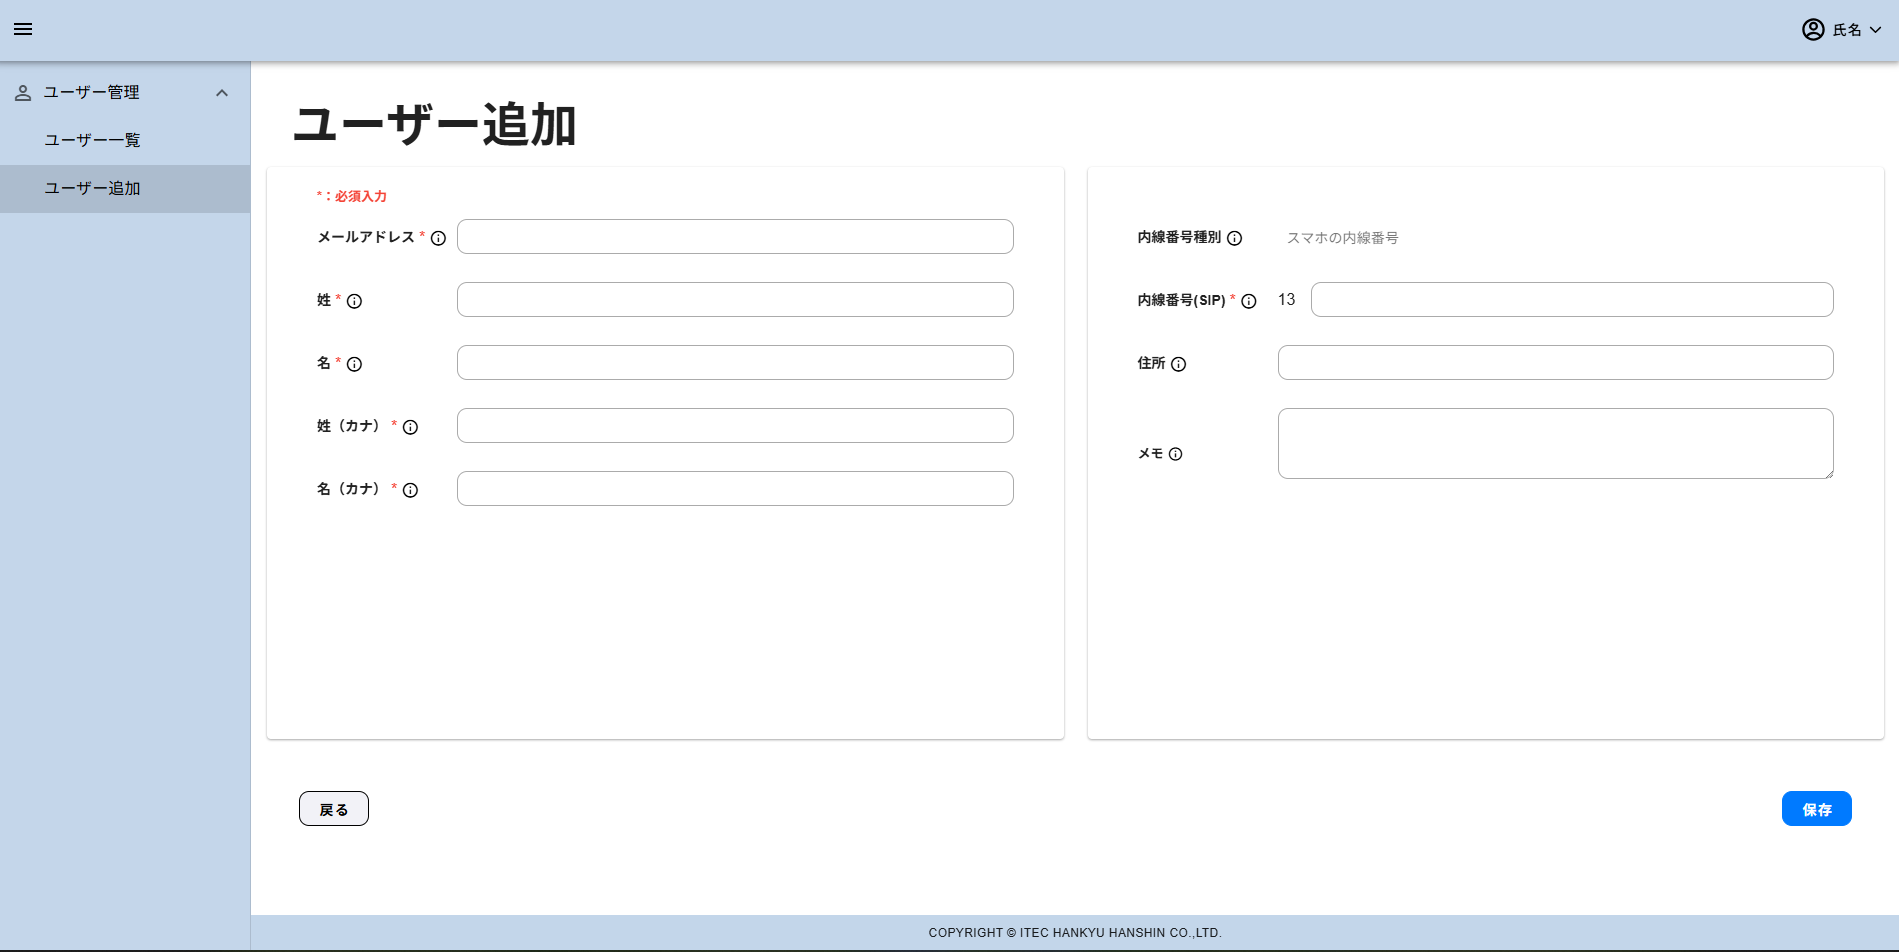 氏名
ユーザー管理
ユーザー一覧
ユーザー追加
ユーザー追加
*：必須入力
メールアドレス *
姓 *
名 *
姓（カナ） *
名（カナ） *
内線番号種別 スマホの内線番号
内線番号(SIP) * 13
住所
メモ
戻る
保存
COPYRIGHT © ITEC HANKYU HANSHIN CO.,LTD.